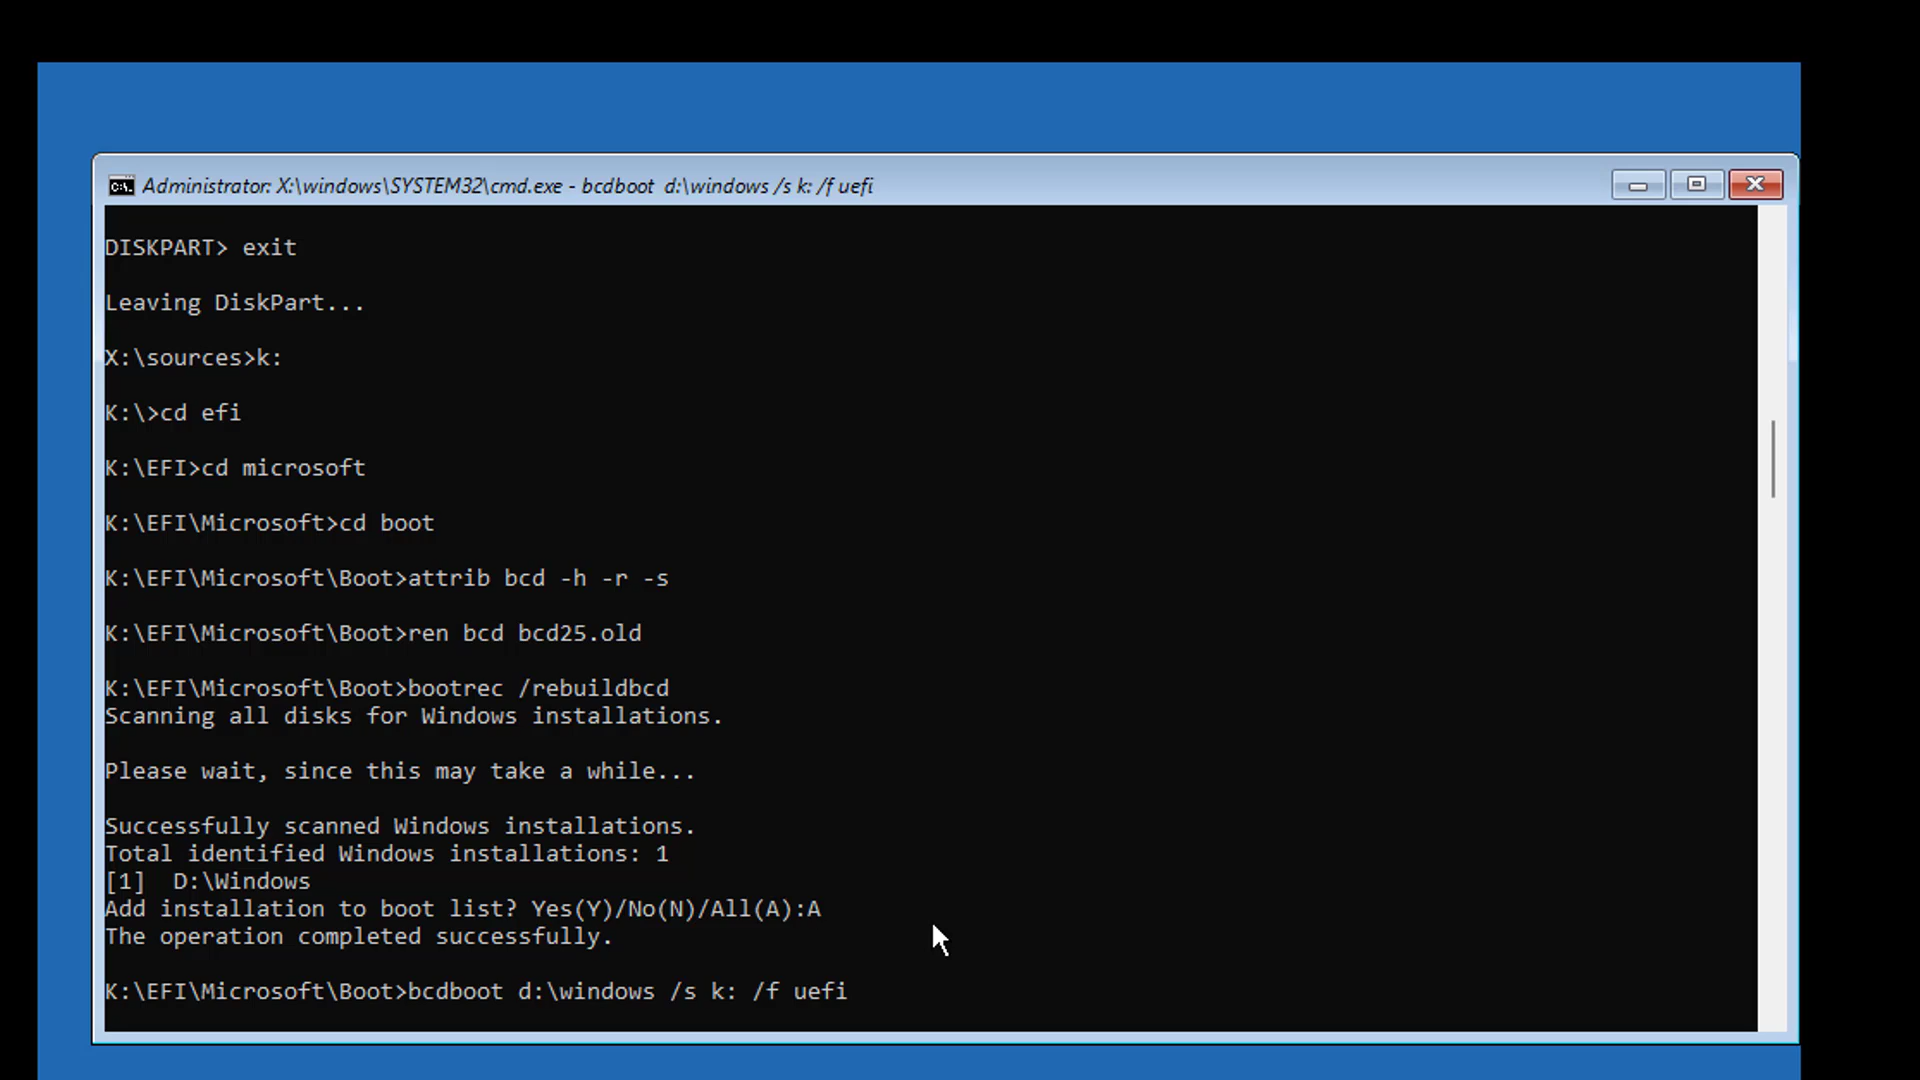 Administrator: X:\windows\SYSTEM32\cmd.exe - bcdboot  d:\windows /s k: /f uefi
DISKPART> exit
Leaving DiskPart...
X:\sources>k:
K:\>cd efi
K:\EFI>cd microsoft
K:\EFI\Microsoft>cd boot
K:\EFI\Microsoft\Boot>attrib bcd -h -r -s
K:\EFI\Microsoft\Boot>ren bcd bcd25.old
K:\EFI\Microsoft\Boot>bootrec /rebuildbcd
Scanning all disks for Windows installations.
Please wait, since this may take a while...
Successfully scanned Windows installations.
Total identified Windows installations: 1
[1]  D:\Windows
Add installation to boot list? Yes(Y)/No(N)/All(A):A
The operation completed successfully.
K:\EFI\Microsoft\Boot>bcdboot d:\windows /s k: /f uefi